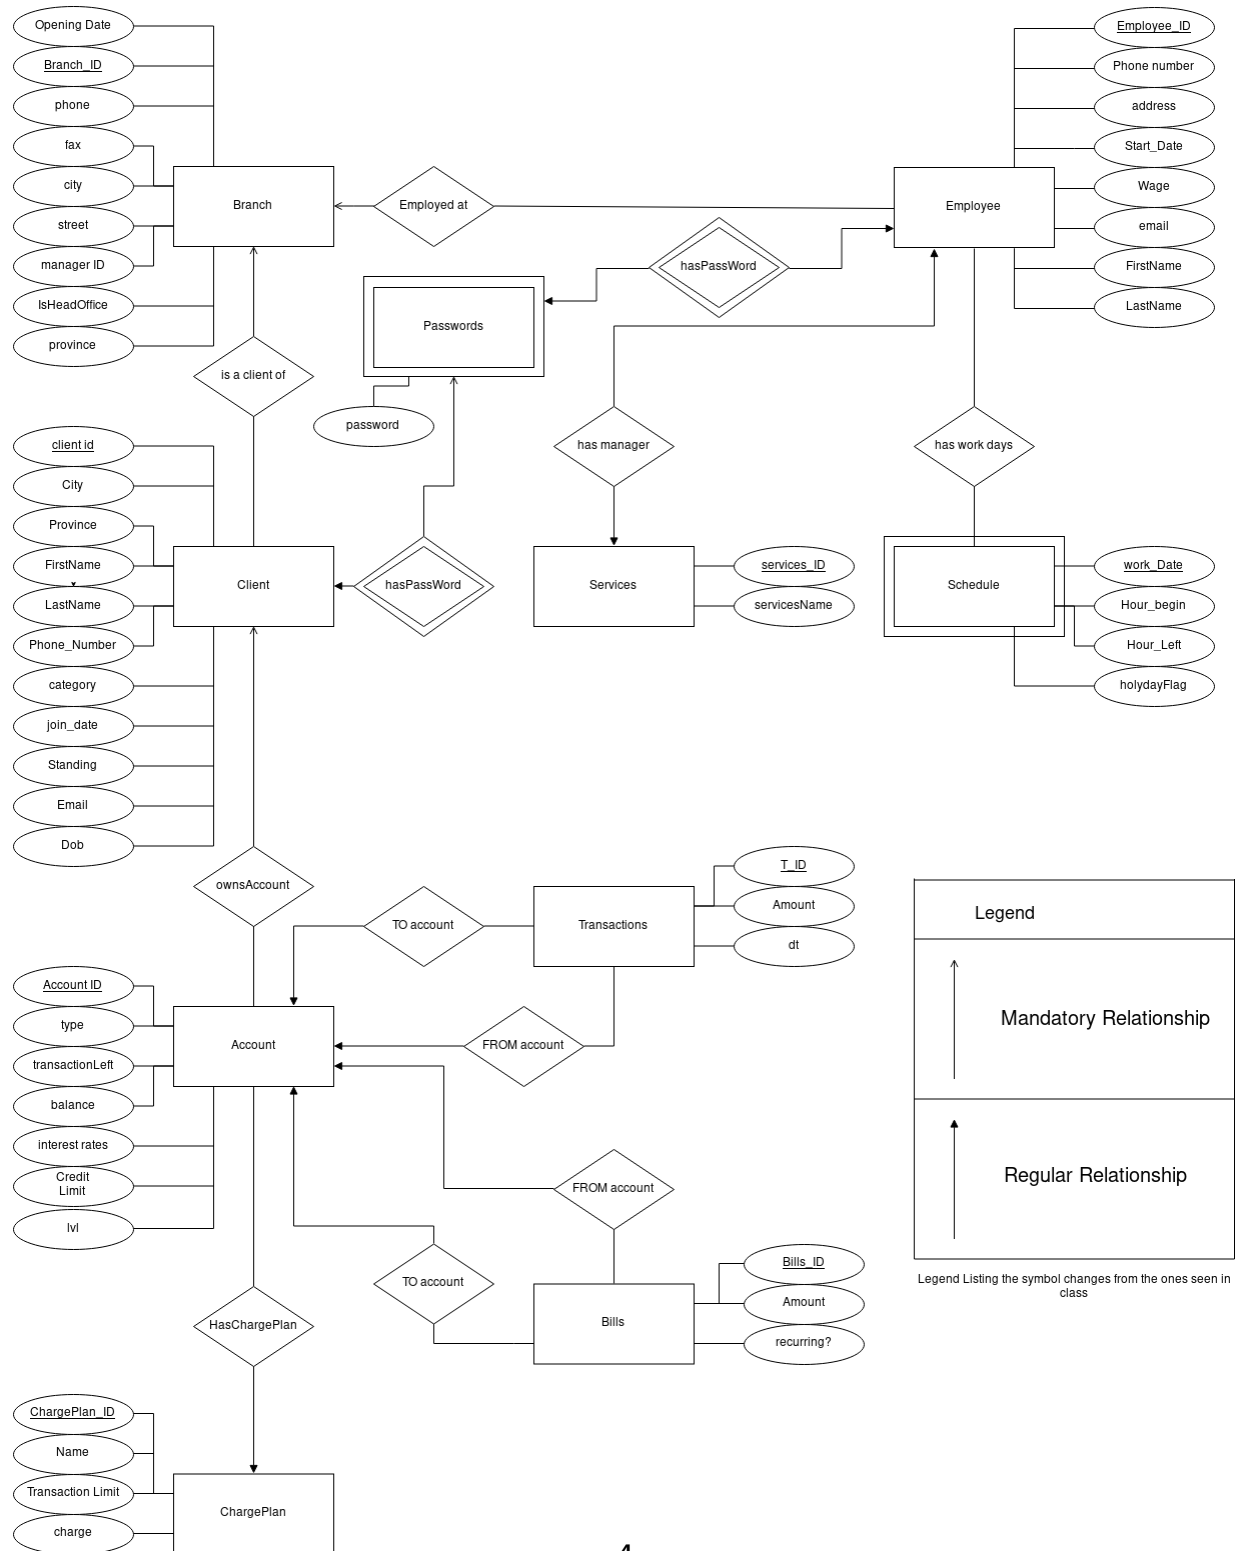 Opening Date
Branch_ID
phone
fax
city
street
manager ID
IsHeadOffice
province
Branch
Employed at
Employee
Employee_ID
Phone number
address
Start_Date
Wage
email
FirstName
LastName
hasPassWord
Passwords
password
is a client of
has manager
has work days
client id
City
Province
FirstName
LastName
Phone_Number
category
join_date
Standing
Email
Dob
Client
hasPassWord
Services
services_ID
servicesName
Schedule
work_Date
Hour_begin
Hour_Left
holydayFlag
ownsAccount
TO account
Transactions
T_ID
Amount
dt
FROM account
Account ID
type
transactionLeft
balance
interest rates
Credit
Limit
lvl
Account
Legend
Mandatory Relationship
Regular Relationship
Legend Listing the symbol changes from the ones seen in
class
FROM account
TO account
Bills
Bills_ID
Amount
recurring?
HasChargePlan
ChargePlan_ID
Name
Transaction Limit
charge
ChargePlan